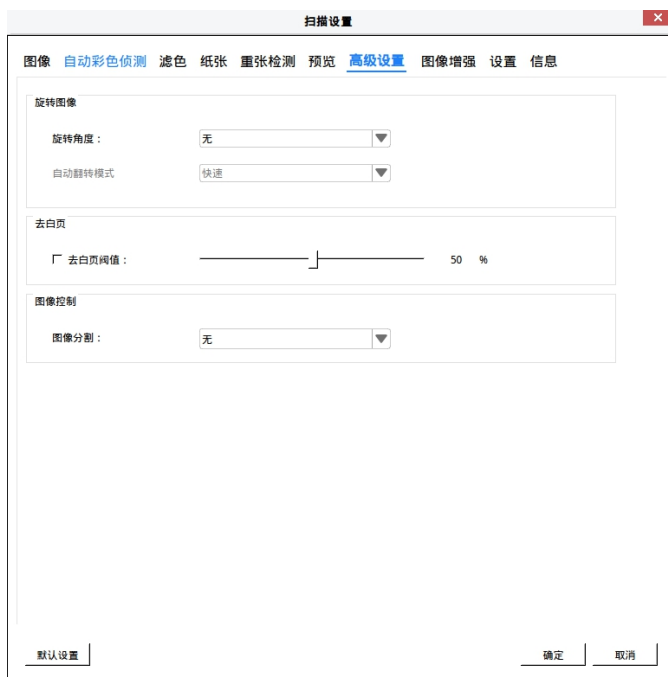 扫描设置
图像 自动彩色侦测 滤色 纸张 重张检测 预览 高级设置 图像增强 设置 信息
旋转图像
旋转角度： 无
自动翻转模式 快速
去白页
去白页阀值： 50 %
图像控制
图像分割： 无
默认设置 确定 取消